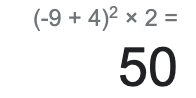 (-9 + 4)² × 2 =
50